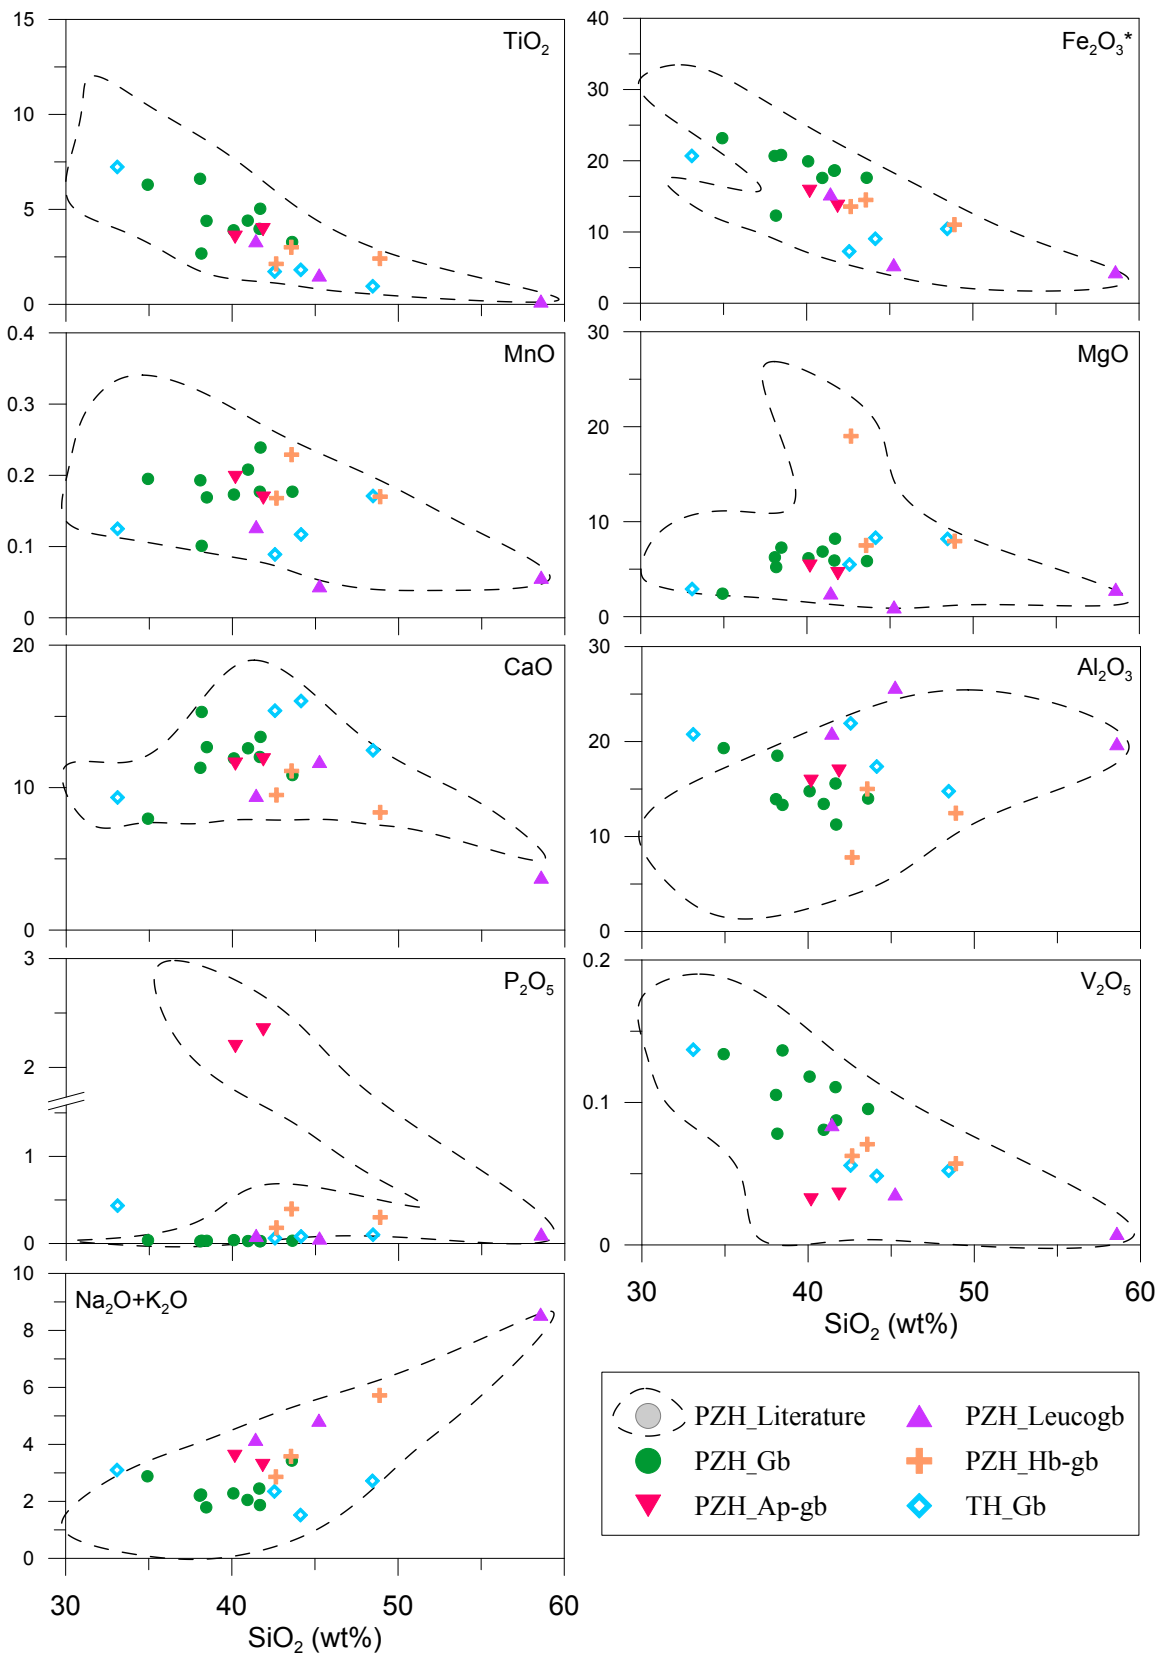 15
10
5
0
TiO₂
40
30
20
10
0
Fe₂O₃*
0.4
0.3
0.2
0.1
0
MnO
30
20
10
0
MgO
20
10
0
CaO
30
20
10
0
Al₂O₃
3
2
1
0
P₂O₅
0.2
0.1
0
V₂O₅
30 40 50 60
SiO₂ (wt%)
10
8
6
4
2
0
Na₂O+K₂O
30 40 50 60
SiO₂ (wt%)
PZH_Literature
PZH_Leucogb
PZH_Gb
PZH_Hb-gb
PZH_Ap-gb
TH_Gb